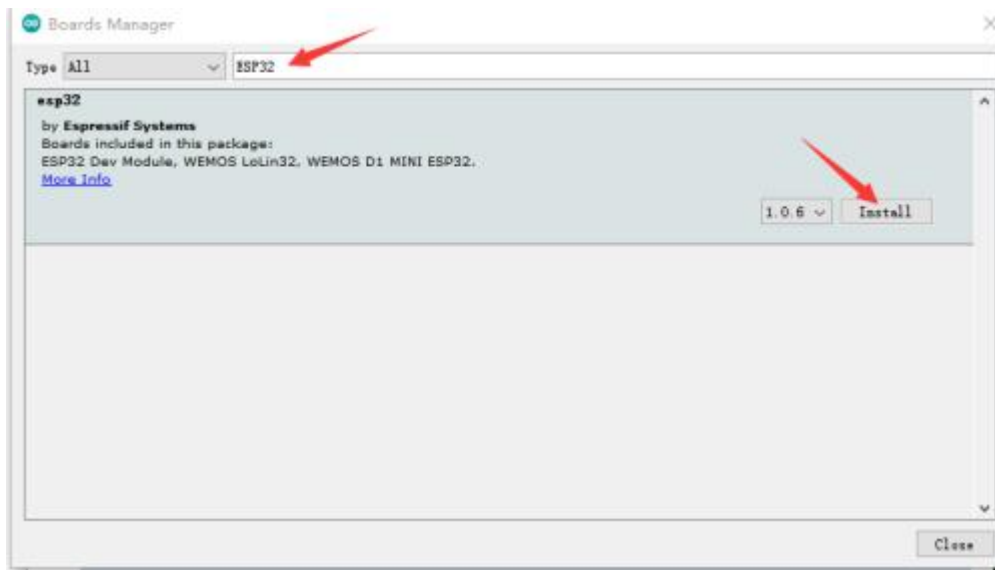 Boards Manager
Type All ESP32
esp32
by Espressif Systems
Boards included in this package:
ESP32 Dev Module, WEMOS LoLin32, WEMOS D1 MINI ESP32.
More Info
1.0.6 Install
Close